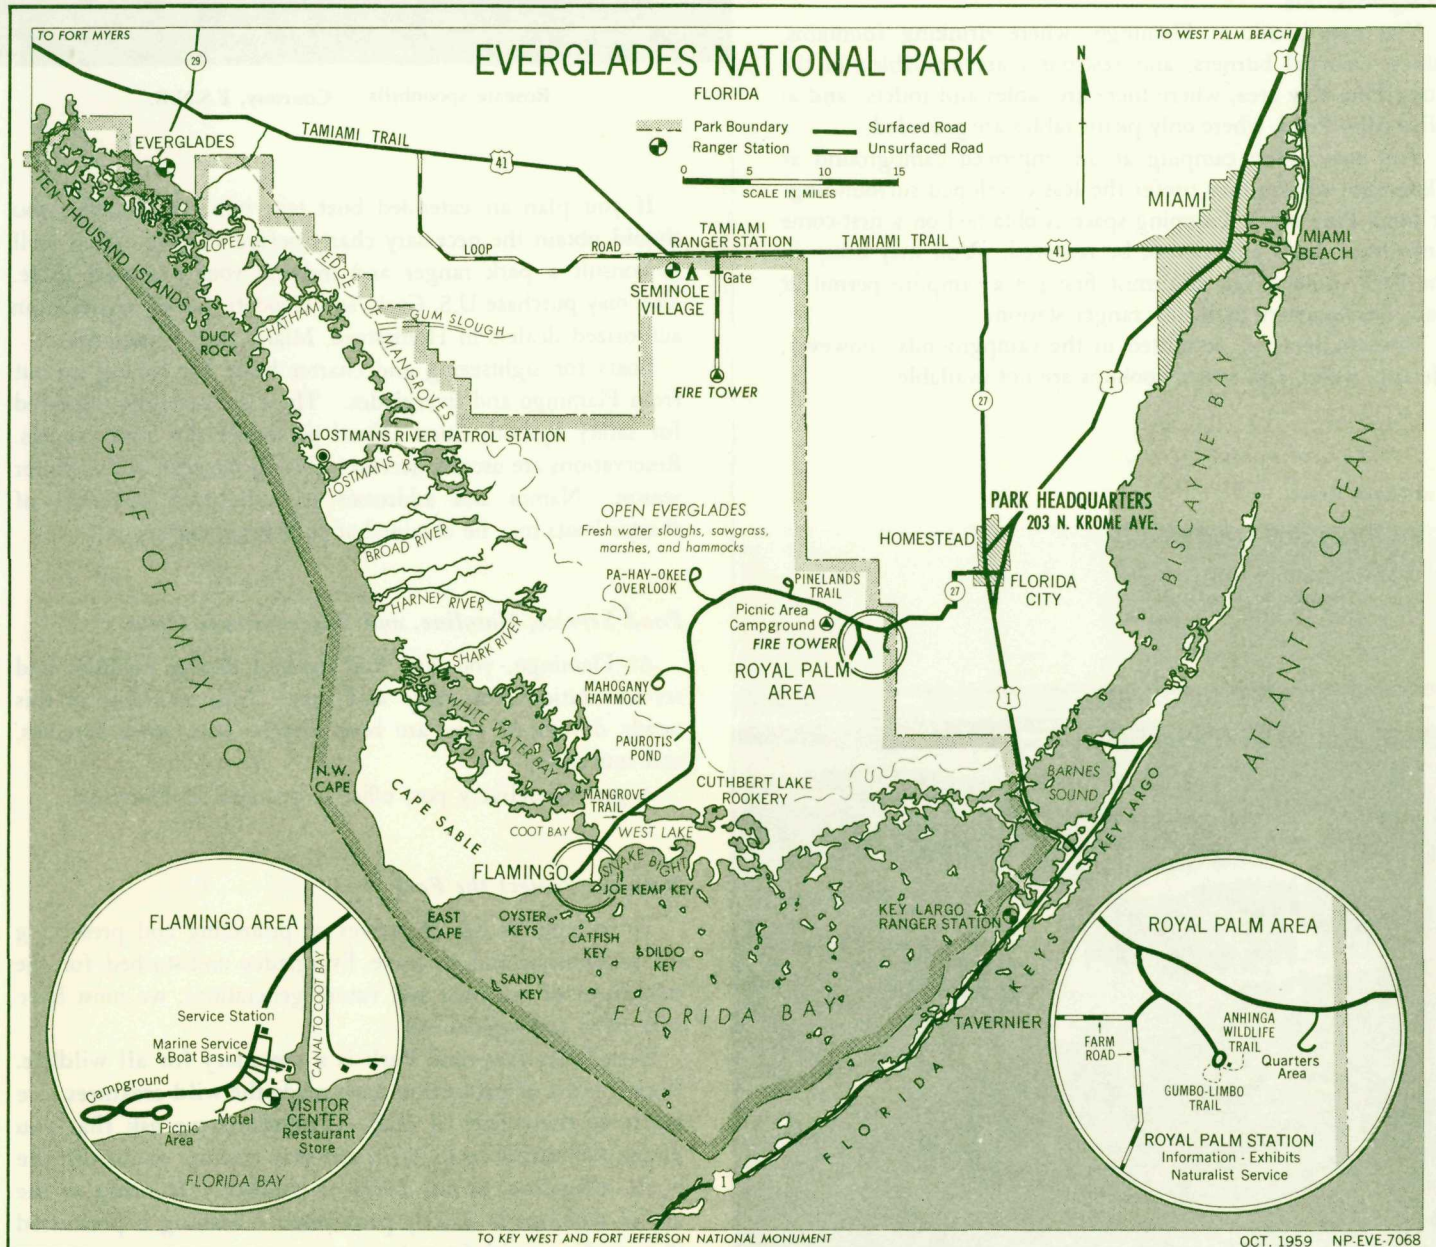 TO FORT MYERS
TO WEST PALM BEACH
EVERGLADES NATIONAL PARK
FLORIDA
Park Boundary
Surfaced Road
Ranger Station
Unsurfaced Road
0 5 10 15
SCALE IN MILES
N
29
1
EVERGLADES
TAMIAMI TRAIL
41
TEN THOUSAND ISLANDS
LOPEZ R.
LOOP ROAD
TAMIAMI
RANGER STATION
TAMIAMI TRAIL
41
MIAMI
MIAMI
BEACH
Gate
SEMINOLE
VILLAGE
EDGE OF MANGROVES
GUM SLOUGH
CHATHAM
DUCK
ROCK
FIRE TOWER
27
1
LOSTMANS RIVER PATROL STATION
LOSTMANS R.
GULF OF MEXICO
BISCAYNE BAY
ATLANTIC OCEAN
PARK HEADQUARTERS
203 N. KROME AVE.
OPEN EVERGLADES
Fresh water sloughs, sawgrass,
marshes, and hammocks
BROAD RIVER
HOMESTEAD
PA-HAY-OKEE
OVERLOOK
PINELANDS
TRAIL
27
FLORIDA
CITY
HARNEY RIVER
Picnic Area
Campground
FIRE TOWER
SHARK RIVER
ROYAL PALM
AREA
MAHOGANY
HAMMOCK
1
WHITE WATER BAY
PAUROTIS
POND
N.W.
CAPE
CAPE SABLE
CUTHBERT LAKE
ROOKERY
BARNES
SOUND
MANGROVE
TRAIL
COOT BAY
WEST LAKE
KEY LARGO
FLAMINGO
SNAKE BIGHT
JOE KEMP KEY
EAST
CAPE
OYSTER
KEYS
CATFISH
KEY
DILDO
KEY
SANDY
KEY
KEY LARGO
RANGER STATION
FLORIDA BAY
TAVERNIER
FLORIDA KEYS
1
FLAMINGO AREA
CANAL TO COOT BAY
Service Station
Marine Service
& Boat Basin
Campground
Picnic
Area
Motel
VISITOR
CENTER
Restaurant
Store
FLORIDA BAY
ROYAL PALM AREA
FARM
ROAD
ANHINGA
WILDLIFE
TRAIL
Quarters
Area
GUMBO-LIMBO
TRAIL
ROYAL PALM STATION
Information - Exhibits
Naturalist Service
TO KEY WEST AND FORT JEFFERSON NATIONAL MONUMENT
OCT. 1959 NP-EVE-7068